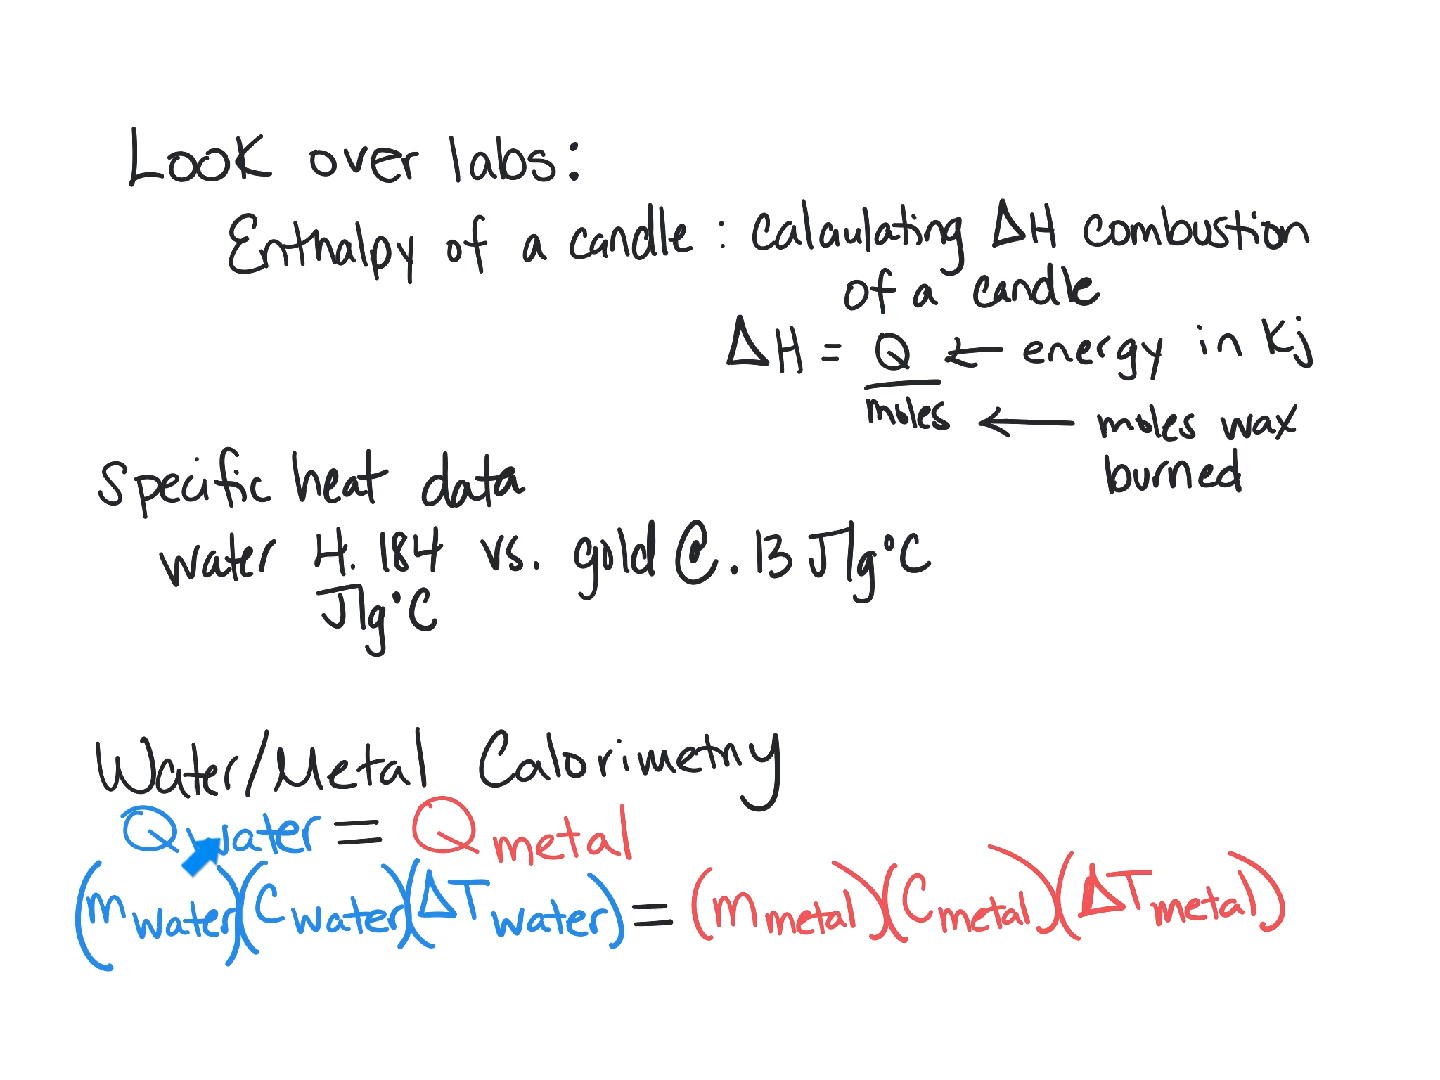 Look over labs:
Enthalpy of a candle : Calaulating ΔH combustion
of a candle
ΔH = Q ← energy in Kj
moles ← moles wax
burned
Specific heat data
water 4.184 vs. gold @ .13 J/g°C
J/g°C
Water/Metal Calorimetry
Qwater = Qmetal
(mwater)(Cwater)(ΔTwater) = (mmetal)(Cmetal)(ΔTmetal)